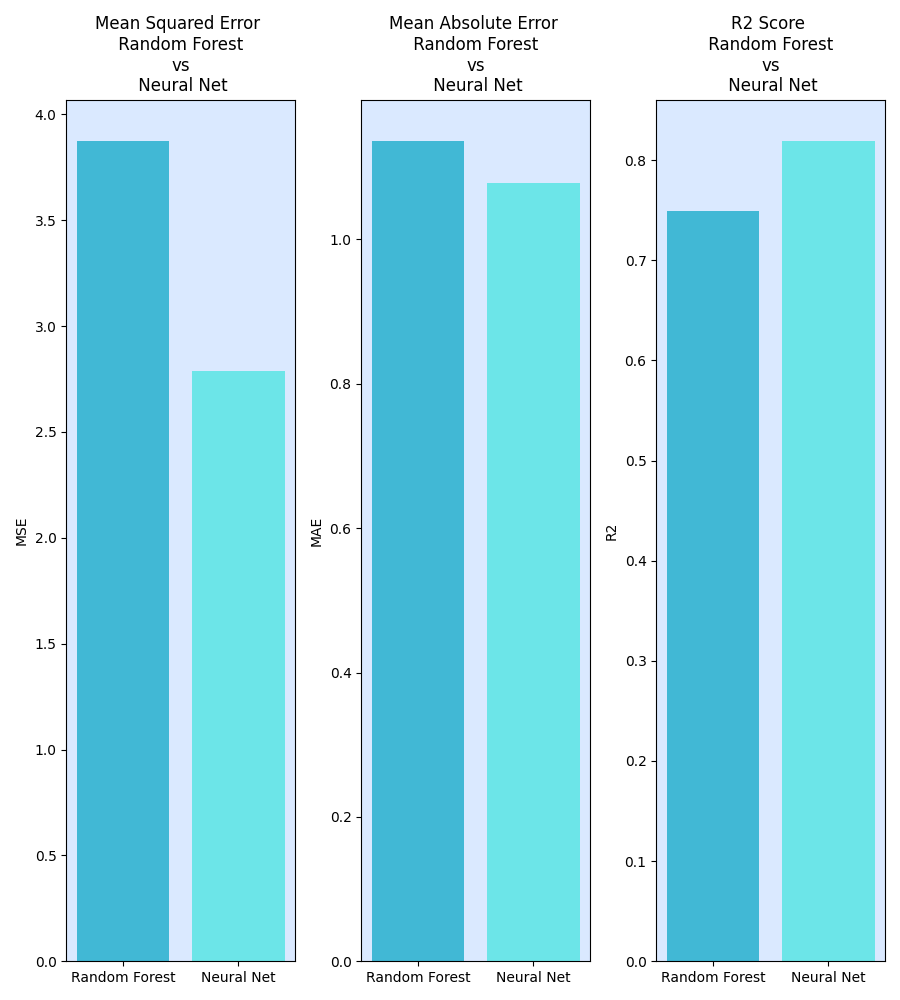 Mean Squared Error
Random Forest
vs
Neural Net
4.0
3.5
3.0
2.5
2.0
1.5
1.0
0.5
0.0
MSE
Random Forest
Neural Net
Mean Absolute Error
Random Forest
vs
Neural Net
1.0
0.8
0.6
0.4
0.2
0.0
MAE
Random Forest
Neural Net
R2 Score
Random Forest
vs
Neural Net
0.8
0.7
0.6
0.5
0.4
0.3
0.2
0.1
0.0
R2
Random Forest
Neural Net